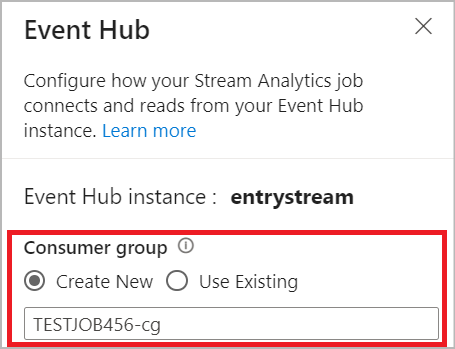 Event Hub
Configure how your Stream Analytics job
connects and reads from your Event Hub
instance. Learn more
Event Hub instance : entrystream
Consumer group
Create New Use Existing
TESTJOB456-cg